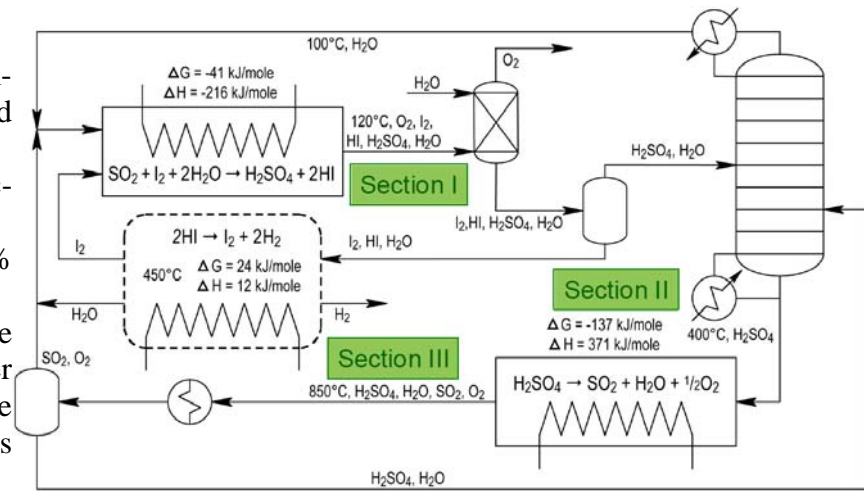 100°C, H₂O
ΔG = -41 kJ/mole
ΔH = -216 kJ/mole
SO₂ + I₂ + 2H₂O → H₂SO₄ + 2HI
H₂O
O₂
120°C, O₂, I₂,
HI, H₂SO₄, H₂O
Section I
H₂SO₄, H₂O
I₂,HI, H₂SO₄, H₂O
I₂
2HI → I₂ + 2H₂
450°C
ΔG = 24 kJ/mole
ΔH = 12 kJ/mole
I₂, HI, H₂O
H₂O
H₂
Section II
ΔG = -137 kJ/mole
ΔH = 371 kJ/mole
400°C, H₂SO₄
Section III
SO₂, O₂
850°C, H₂SO₄, H₂O, SO₂, O₂
H₂SO₄ → SO₂ + H₂O + 1/2O₂
H₂SO₄, H₂O